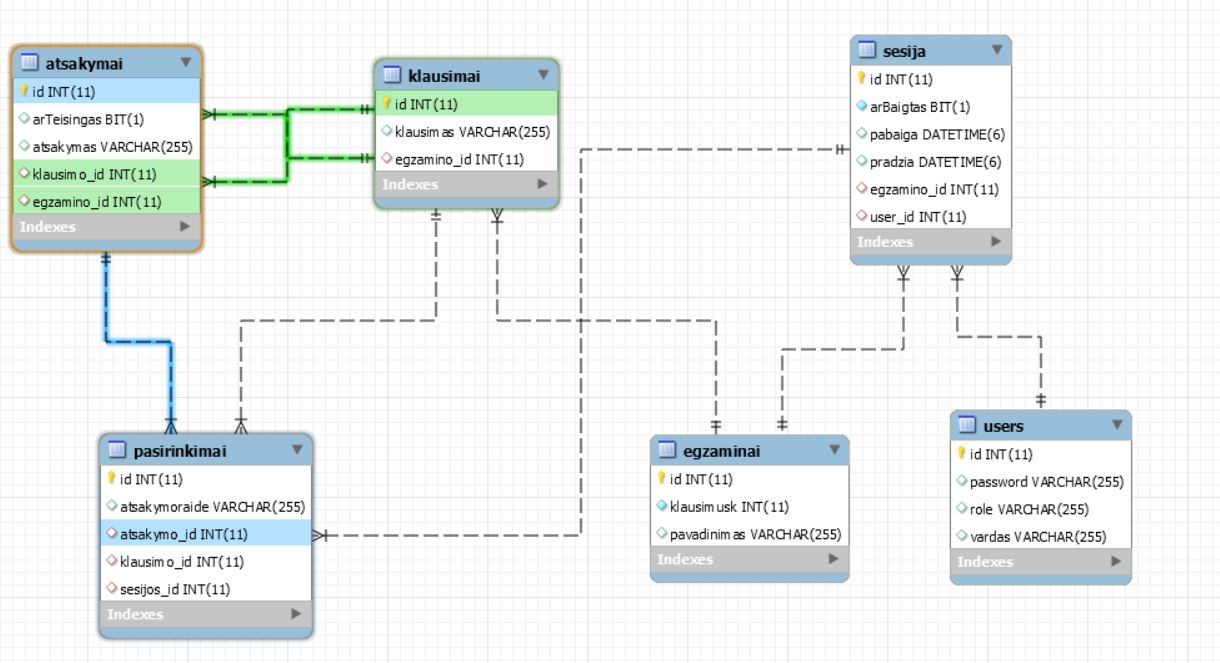 atsakymai
id INT(11)
arTeisingas BIT(1)
atsakymas VARCHAR(255)
klausimo_id INT(11)
egzamino_id INT(11)
Indexes
klausimai
id INT(11)
klausimas VARCHAR(255)
egzamino_id INT(11)
Indexes
sesija
id INT(11)
arBaigtas BIT(1)
pabaiga DATETIME(6)
pradzia DATETIME(6)
egzamino_id INT(11)
user_id INT(11)
Indexes
pasirinkimai
id INT(11)
atsakymoraide VARCHAR(255)
atsakymo_id INT(11)
klausimo_id INT(11)
sesijos_id INT(11)
Indexes
egzaminai
id INT(11)
klausimusk INT(11)
pavadinimas VARCHAR(255)
Indexes
users
id INT(11)
password VARCHAR(255)
role VARCHAR(255)
vardas VARCHAR(255)
Indexes